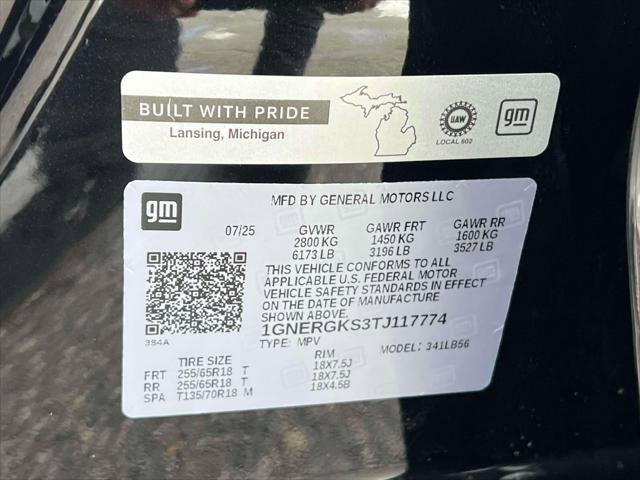 BUILT WITH PRIDE
Lansing, Michigan
UAW
LOCAL 602
gm
gm
MFD BY GENERAL MOTORS LLC
07/25 GVWR GAWR FRT GAWR RR
2800 KG 1450 KG 1600 KG
6173 LB 3196 LB 3527 LB
THIS VEHICLE CONFORMS TO ALL
APPLICABLE U.S. FEDERAL MOTOR
VEHICLE SAFETY STANDARDS IN EFFECT
ON THE DATE OF MANUFACTURE
SHOWN ABOVE.
384A
1GNERGKS3TJ117774
TYPE: MPV MODEL: 341LB56
TIRE SIZE RIM
FRT 255/65R18 T 18X7.5J
RR 255/65R18 T 18X7.5J
SPA T135/70R18 M 18X4.5B